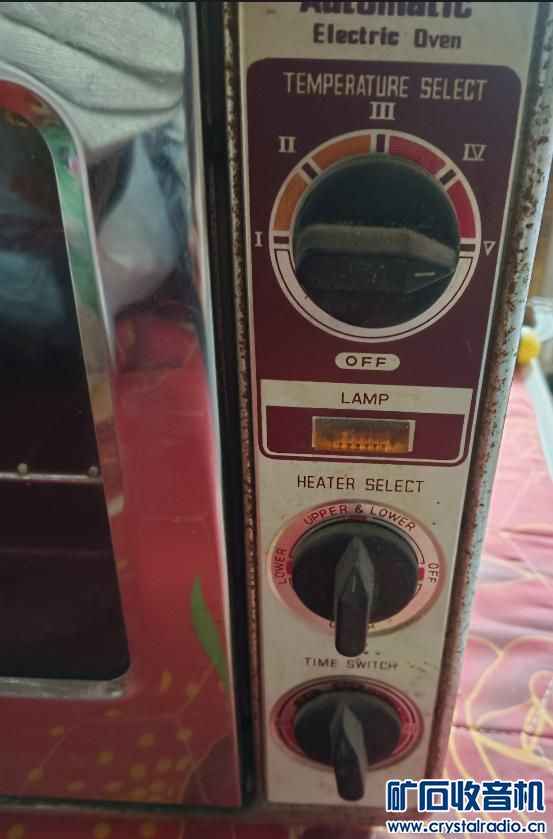 Automatic
Electric Oven
TEMPERATURE SELECT
I
II
III
IV
V
OFF
LAMP
HEATER SELECT
LOWER
UPPER & LOWER
OFF
TIME SWITCH
20
矿石收音机
www.crystalradio.cn